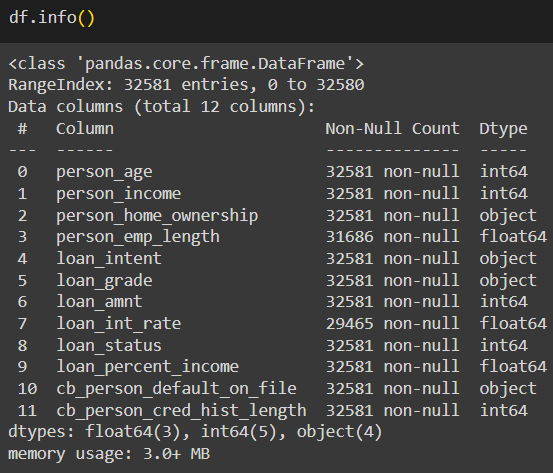 df.info()
<class 'pandas.core.frame.DataFrame'>
RangeIndex: 32581 entries, 0 to 32580
Data columns (total 12 columns):
 #   Column                      Non-Null Count  Dtype
---  ------                      --------------  -----
 0   person_age                  32581 non-null  int64
 1   person_income               32581 non-null  int64
 2   person_home_ownership       32581 non-null  object
 3   person_emp_length           31686 non-null  float64
 4   loan_intent                 32581 non-null  object
 5   loan_grade                  32581 non-null  object
 6   loan_amnt                   32581 non-null  int64
 7   loan_int_rate               29465 non-null  float64
 8   loan_status                 32581 non-null  int64
 9   loan_percent_income         32581 non-null  float64
 10  cb_person_default_on_file   32581 non-null  object
 11  cb_person_cred_hist_length  32581 non-null  int64
dtypes: float64(3), int64(5), object(4)
memory usage: 3.0+ MB